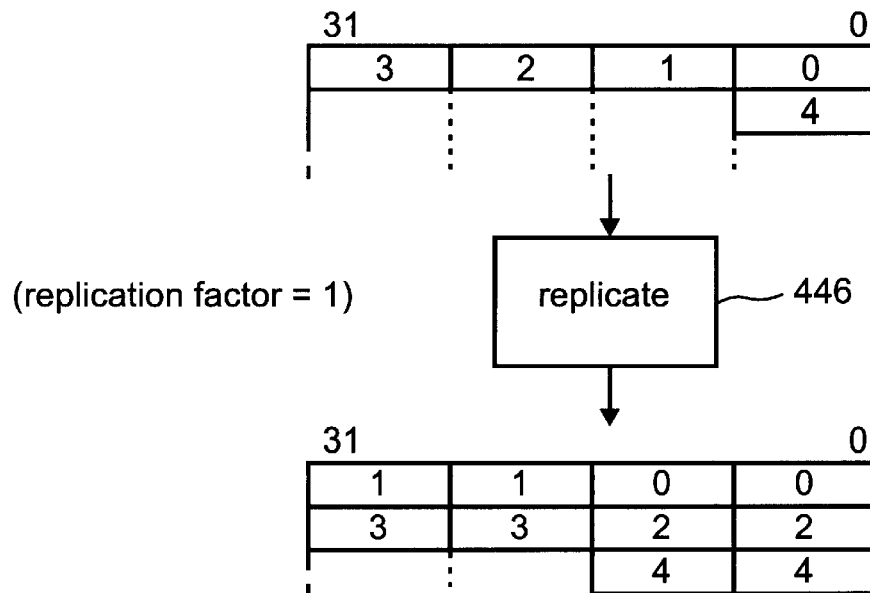 31 0
3 2 1 0
4
(replication factor = 1) replicate 446
31 0
1 1 0 0
3 3 2 2
4 4